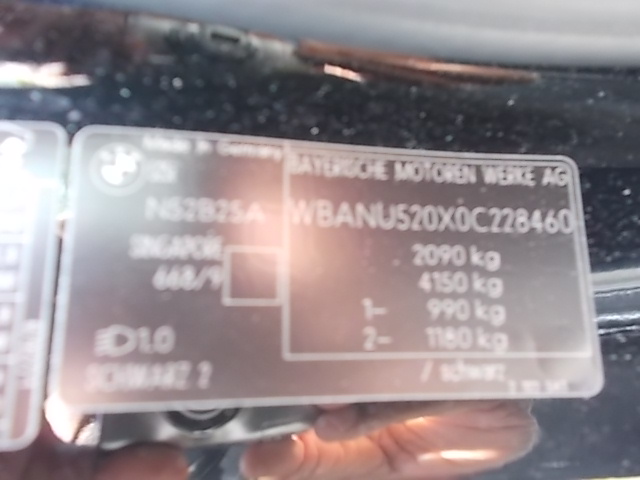 Made in Germany
BMW
BAYERISCHE MOTOREN WERKE AG
N52B25A
WBANU520X0C228460
SINGAPORE
668/9
2090 kg
4150 kg
1- 990 kg
2- 1180 kg
1.0
SCHWARZ 2
/ schwarz